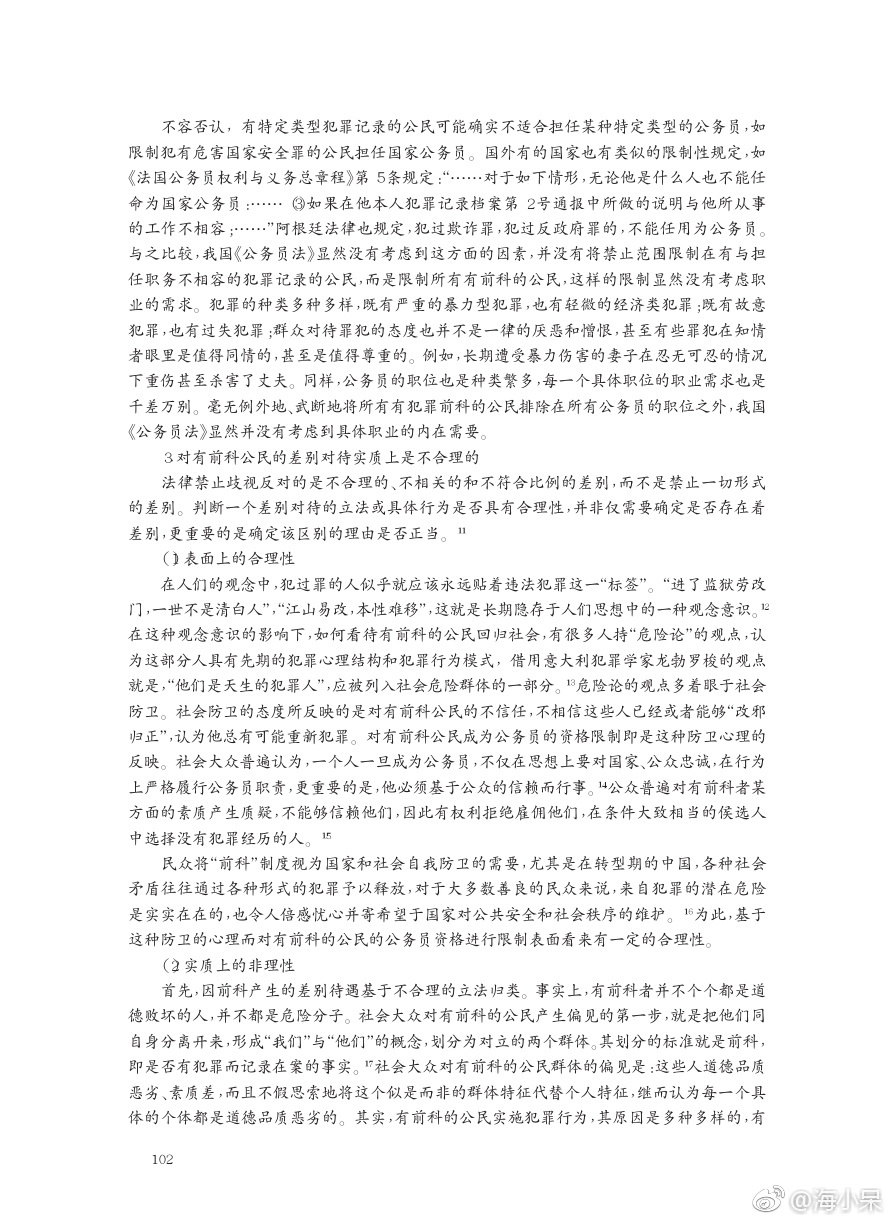 不容否认，有特定类型犯罪记录的公民可能确实不适合担任某种特定类型的公务员,如
限制犯有危害国家安全罪的公民担任国家公务员。国外有的国家也有类似的限制性规定,如
《法国公务员权利与义务总章程》第 5条规定:“……对于如下情形,无论他是什么人也不能任
命为国家公务员:…… ③如果在他本人犯罪记录档案第 2号通报中所做的说明与他所从事
的工作不相容;……”阿根廷法律也规定,犯过欺诈罪,犯过反政府罪的,不能任用为公务员。
与之比较,我国《公务员法》显然没有考虑到这方面的因素,并没有将禁止范围限制在有与担
任职务不相容的犯罪记录的公民,而是限制所有有前科的公民,这样的限制显然没有考虑职
业的需求。犯罪的种类多种多样,既有严重的暴力型犯罪,也有轻微的经济类犯罪;既有故意
犯罪,也有过失犯罪;群众对待罪犯的态度也并不是一律的厌恶和憎恨,甚至有些罪犯在知情
者眼里是值得同情的,甚至是值得尊重的。例如,长期遭受暴力伤害的妻子在忍无可忍的情况
下重伤甚至杀害了丈夫。同样,公务员的职位也是种类繁多,每一个具体职位的职业需求也是
千差万别。毫无例外地、武断地将所有有犯罪前科的公民排除在所有公务员的职位之外,我国
《公务员法》显然并没有考虑到具体职业的内在需要。
3 对有前科公民的差别对待实质上是不合理的
法律禁止歧视反对的是不合理的、不相关的和不符合比例的差别,而不是禁止一切形式
的差别。判断一个差别对待的立法或具体行为是否具有合理性,并非仅需要确定是否存在着
差别,更重要的是确定该区别的理由是否正当。11
(1)表面上的合理性
在人们的观念中,犯过罪的人似乎就应该永远贴着违法犯罪这一“标签”。“进了监狱劳改
门,一世不是清白人”,“江山易改,本性难移”,这就是长期隐存于人们思想中的一种观念意识。12
在这种观念意识的影响下,如何看待有前科的公民回归社会,有很多人持“危险论”的观点,认
为这部分人具有先期的犯罪心理结构和犯罪行为模式，借用意大利犯罪学家龙勃罗梭的观点
就是,“他们是天生的犯罪人”,应被列入社会危险群体的一部分。13危险论的观点多着眼于社会
防卫。社会防卫的态度所反映的是对有前科公民的不信任,不相信这些人已经或者能够“改邪
归正”,认为他总有可能重新犯罪。对有前科公民成为公务员的资格限制即是这种防卫心理的
反映。社会大众普遍认为,一个人一旦成为公务员,不仅在思想上要对国家、公众忠诚,在行为
上严格履行公务员职责,更重要的是,他必须基于公众的信赖而行事。14公众普遍对有前科者某
方面的素质产生质疑,不能够信赖他们,因此有权利拒绝雇佣他们,在条件大致相当的侯选人
中选择没有犯罪经历的人。15
民众将“前科”制度视为国家和社会自我防卫的需要,尤其是在转型期的中国,各种社会
矛盾往往通过各种形式的犯罪予以释放,对于大多数善良的民众来说,来自犯罪的潜在危险
是实实在在的,也令人倍感忧心并寄希望于国家对公共安全和社会秩序的维护。16为此,基于
这种防卫的心理而对有前科的公民的公务员资格进行限制表面看来有一定的合理性。
(2)实质上的非理性
首先,因前科产生的差别待遇基于不合理的立法归类。事实上,有前科者并不个个都是道
德败坏的人,并不都是危险分子。社会大众对有前科的公民产生偏见的第一步,就是把他们同
自身分离开来,形成“我们”与“他们”的概念,划分为对立的两个群体。其划分的标准就是前科,
即是否有犯罪而记录在案的事实。17社会大众对有前科的公民群体的偏见是:这些人道德品质
恶劣、素质差,而且不假思索地将这个似是而非的群体特征代替个人特征,继而认为每一个具
体的个体都是道德品质恶劣的。其实,有前科的公民实施犯罪行为,其原因是多种多样的,有
102
@海小呆